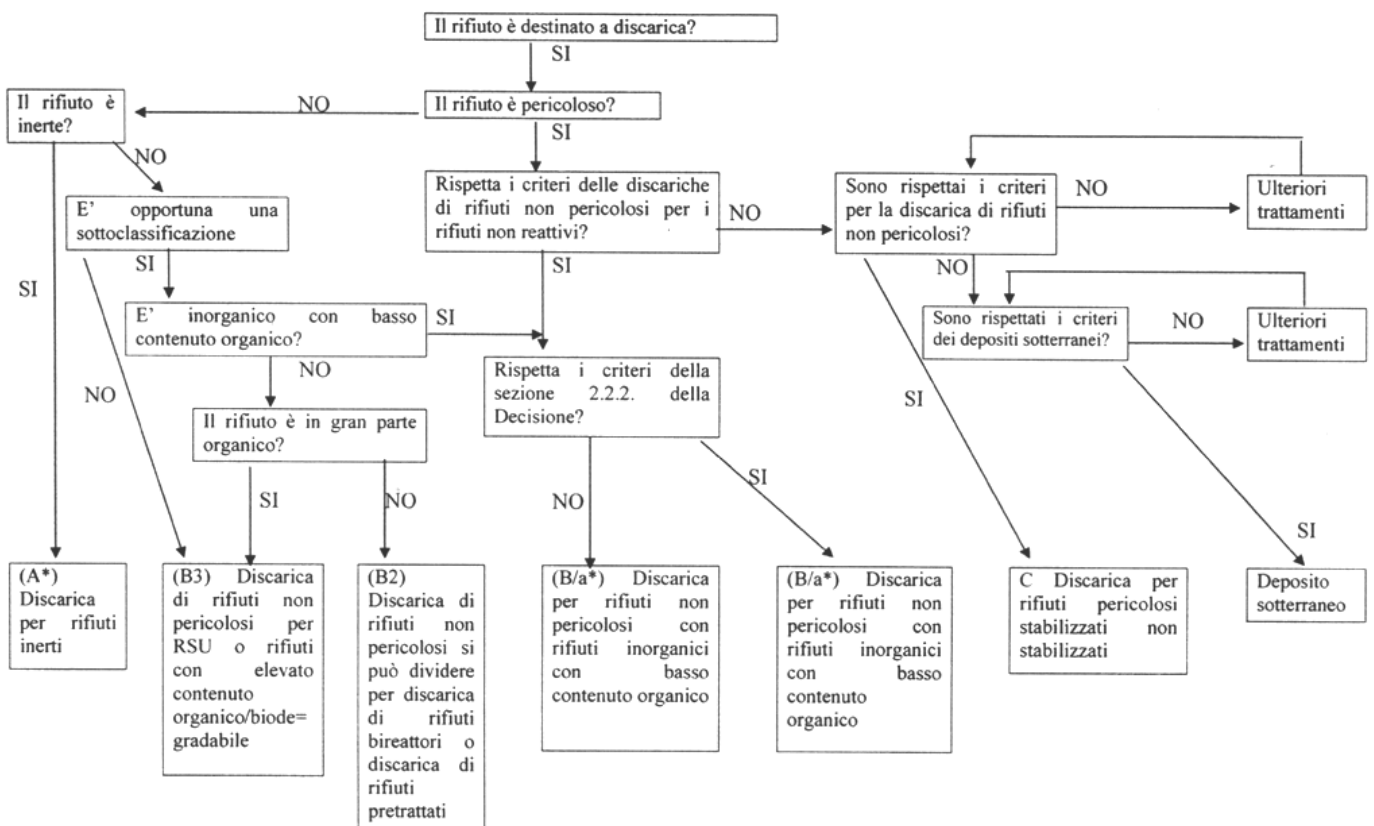 Il rifiuto è destinato a discarica?
SI
Il rifiuto è
inerte?
NO
Il rifiuto è pericoloso?
SI
NO
Rispetta i criteri delle discariche
di rifiuti non pericolosi per i
rifiuti non reattivi?
NO
Sono rispettai i criteri
per la discarica di rifiuti
non pericolosi?
NO
Ulteriori
trattamenti
E' opportuna una
sottoclassificazione
SI
SI
NO
SI
E' inorganico con basso
contenuto organico?
SI
Sono rispettati i criteri
dei depositi sotterranei?
NO
Ulteriori
trattamenti
NO
NO
Rispetta i criteri della
sezione 2.2.2. della
Decisione?
SI
Il rifiuto è in gran parte
organico?
SI
NO
NO
SI
SI
(A*)
Discarica
per rifiuti
inerti
(B3) Discarica
di rifiuti non
pericolosi per
RSU o rifiuti
con elevato
contenuto
organico/biode=
gradabile
(B2)
Discarica di
rifiuti non
pericolosi si
può dividere
per discarica
di rifiuti
bireattori o
discarica di
rifiuti
pretrattati
(B/a*) Discarica
per rifiuti non
pericolosi con
rifiuti inorganici
con basso
contenuto organico
(B/a*) Discarica
per rifiuti non
pericolosi con
rifiuti inorganici
con basso
contenuto
organico
C Discarica per
rifiuti pericolosi
stabilizzati non
stabilizzati
Deposito
sotterraneo